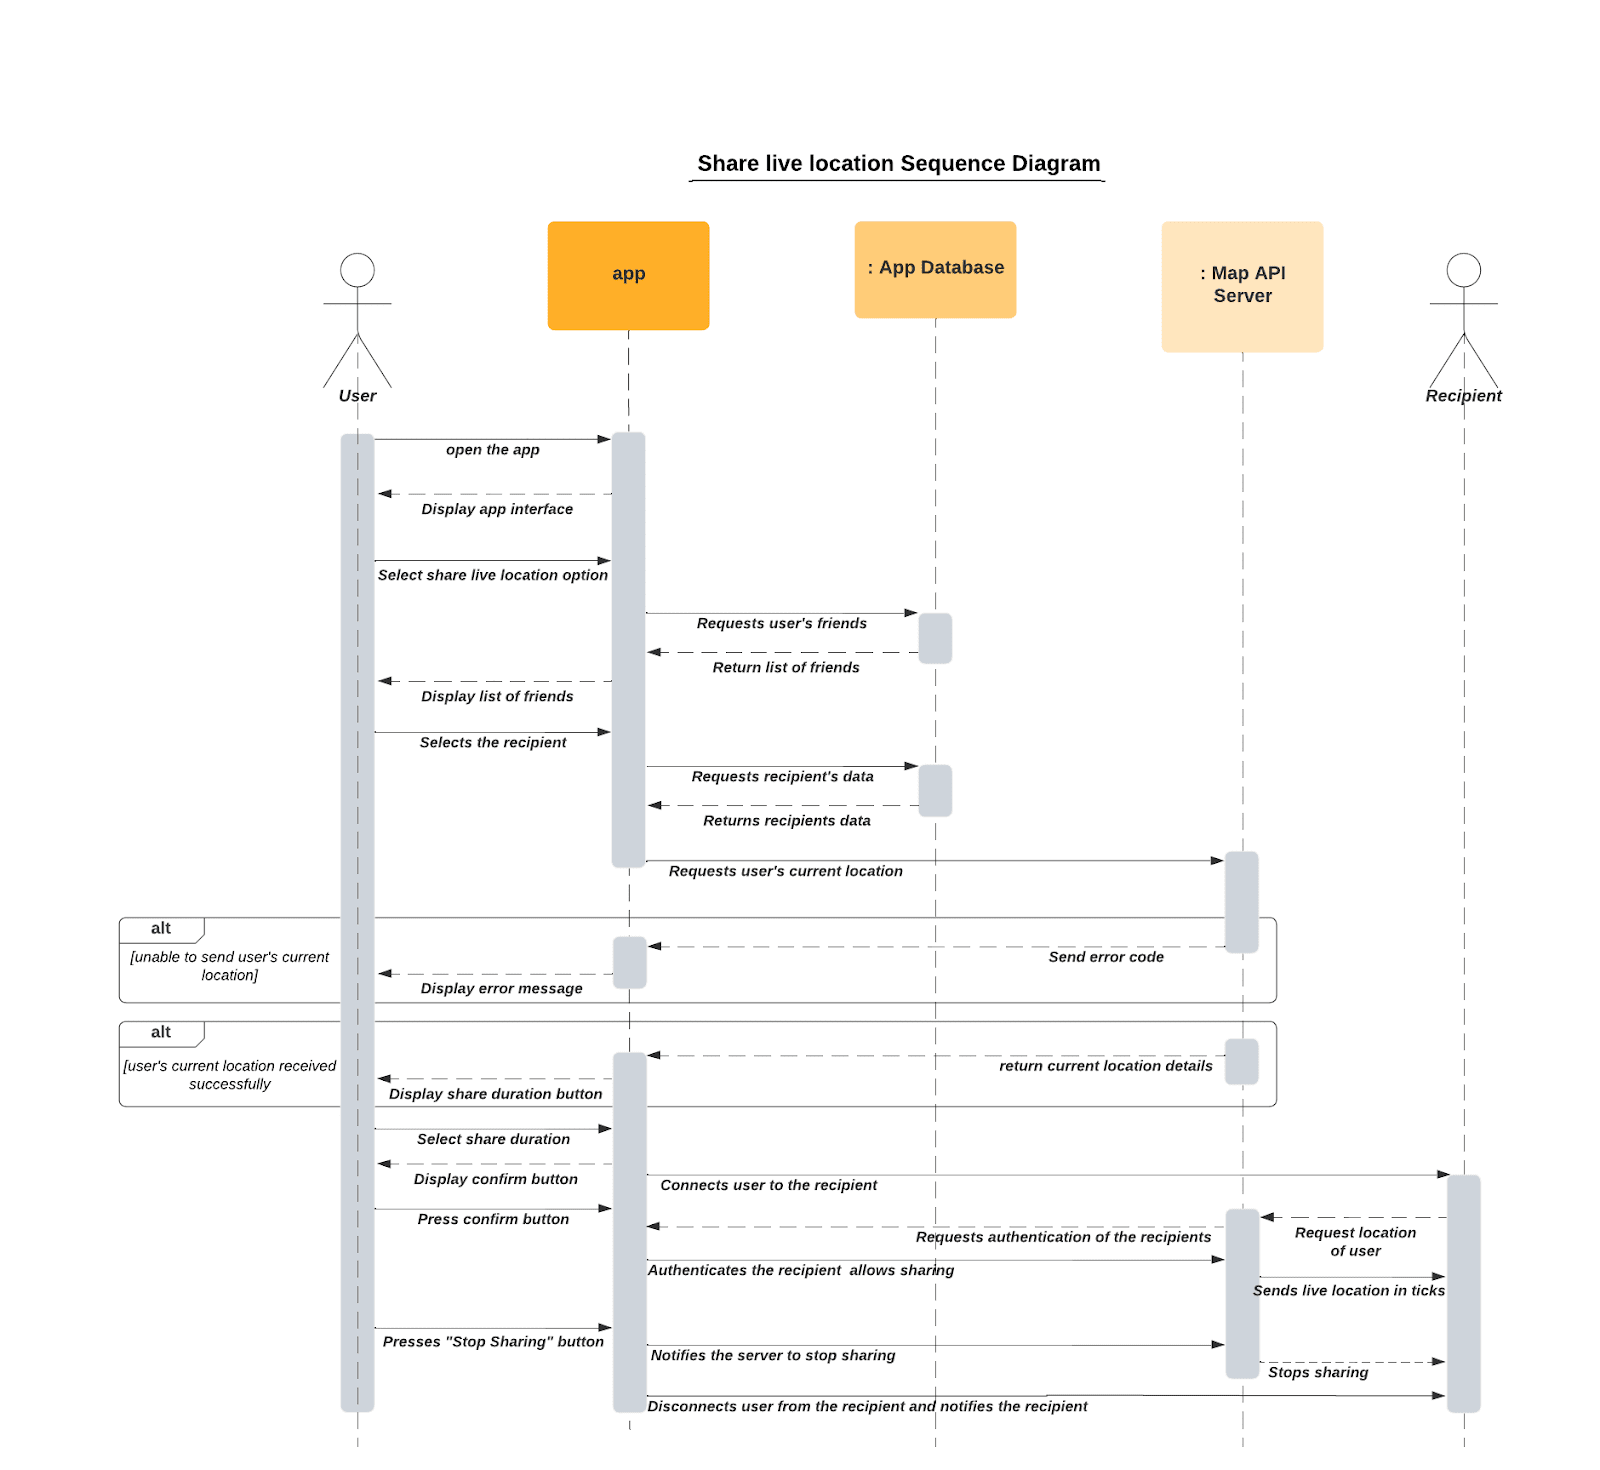 Share live location Sequence Diagram
app
: App Database
: Map API
Server
User
Recipient
open the app
Display app interface
Select share live location option
Requests user's friends
Return list of friends
Display list of friends
Selects the recipient
Requests recipient's data
Returns recipients data
Requests user's current location
alt
[unable to send user's current
location]
Send error code
Display error message
alt
[user's current location received
successfully
return current location details
Display share duration button
Select share duration
Display confirm button
Connects user to the recipient
Press confirm button
Request location
of user
Requests authentication of the recipients
Authenticates the recipient  allows sharing
Sends live location in ticks
Presses "Stop Sharing" button
Notifies the server to stop sharing
Stops sharing
Disconnects user from the recipient and notifies the recipient